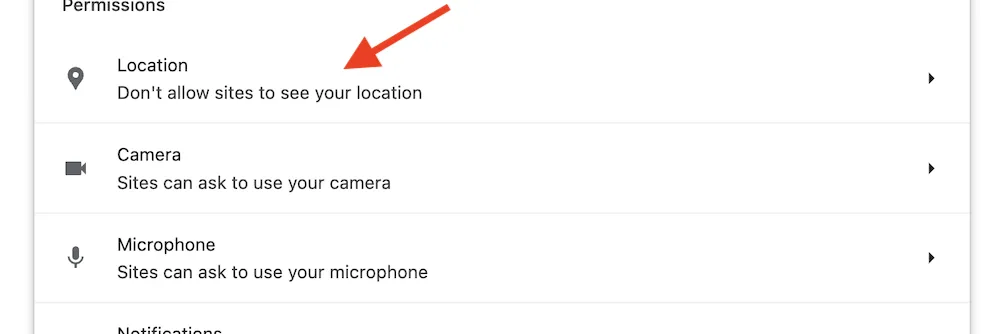 Permissions
Location
Don't allow sites to see your location
Camera
Sites can ask to use your camera
Microphone
Sites can ask to use your microphone
Notifications